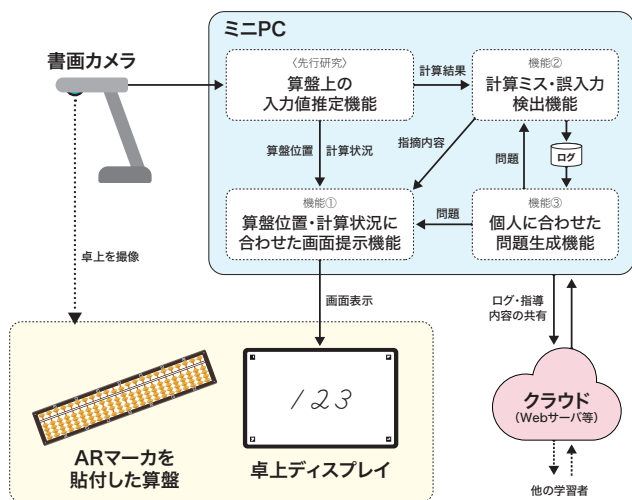 ミニPC
書画カメラ
〈先行研究〉
算盤上の
入力値推定機能
計算結果
機能②
計算ミス・誤入力
検出機能
算盤位置
計算状況
指摘内容
問題
ログ
機能①
算盤位置・計算状況に
合わせた画面提示機能
問題
機能③
個人に合わせた
問題生成機能
卓上を撮像
画面表示
ログ・指導
内容の共有
123
ARマーカを
貼付した算盤
卓上ディスプレイ
クラウド
(Webサーバ等)
他の学習者